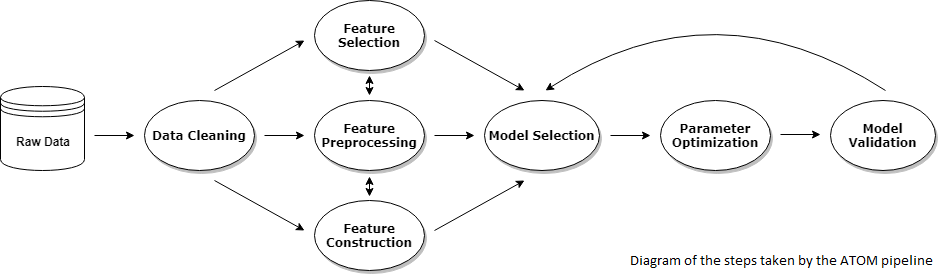 Feature
Selection
Raw Data
Data Cleaning
Feature
Preprocessing
Model Selection
Parameter
Optimization
Model
Validation
Feature
Construction
Diagram of the steps taken by the ATOM pipeline